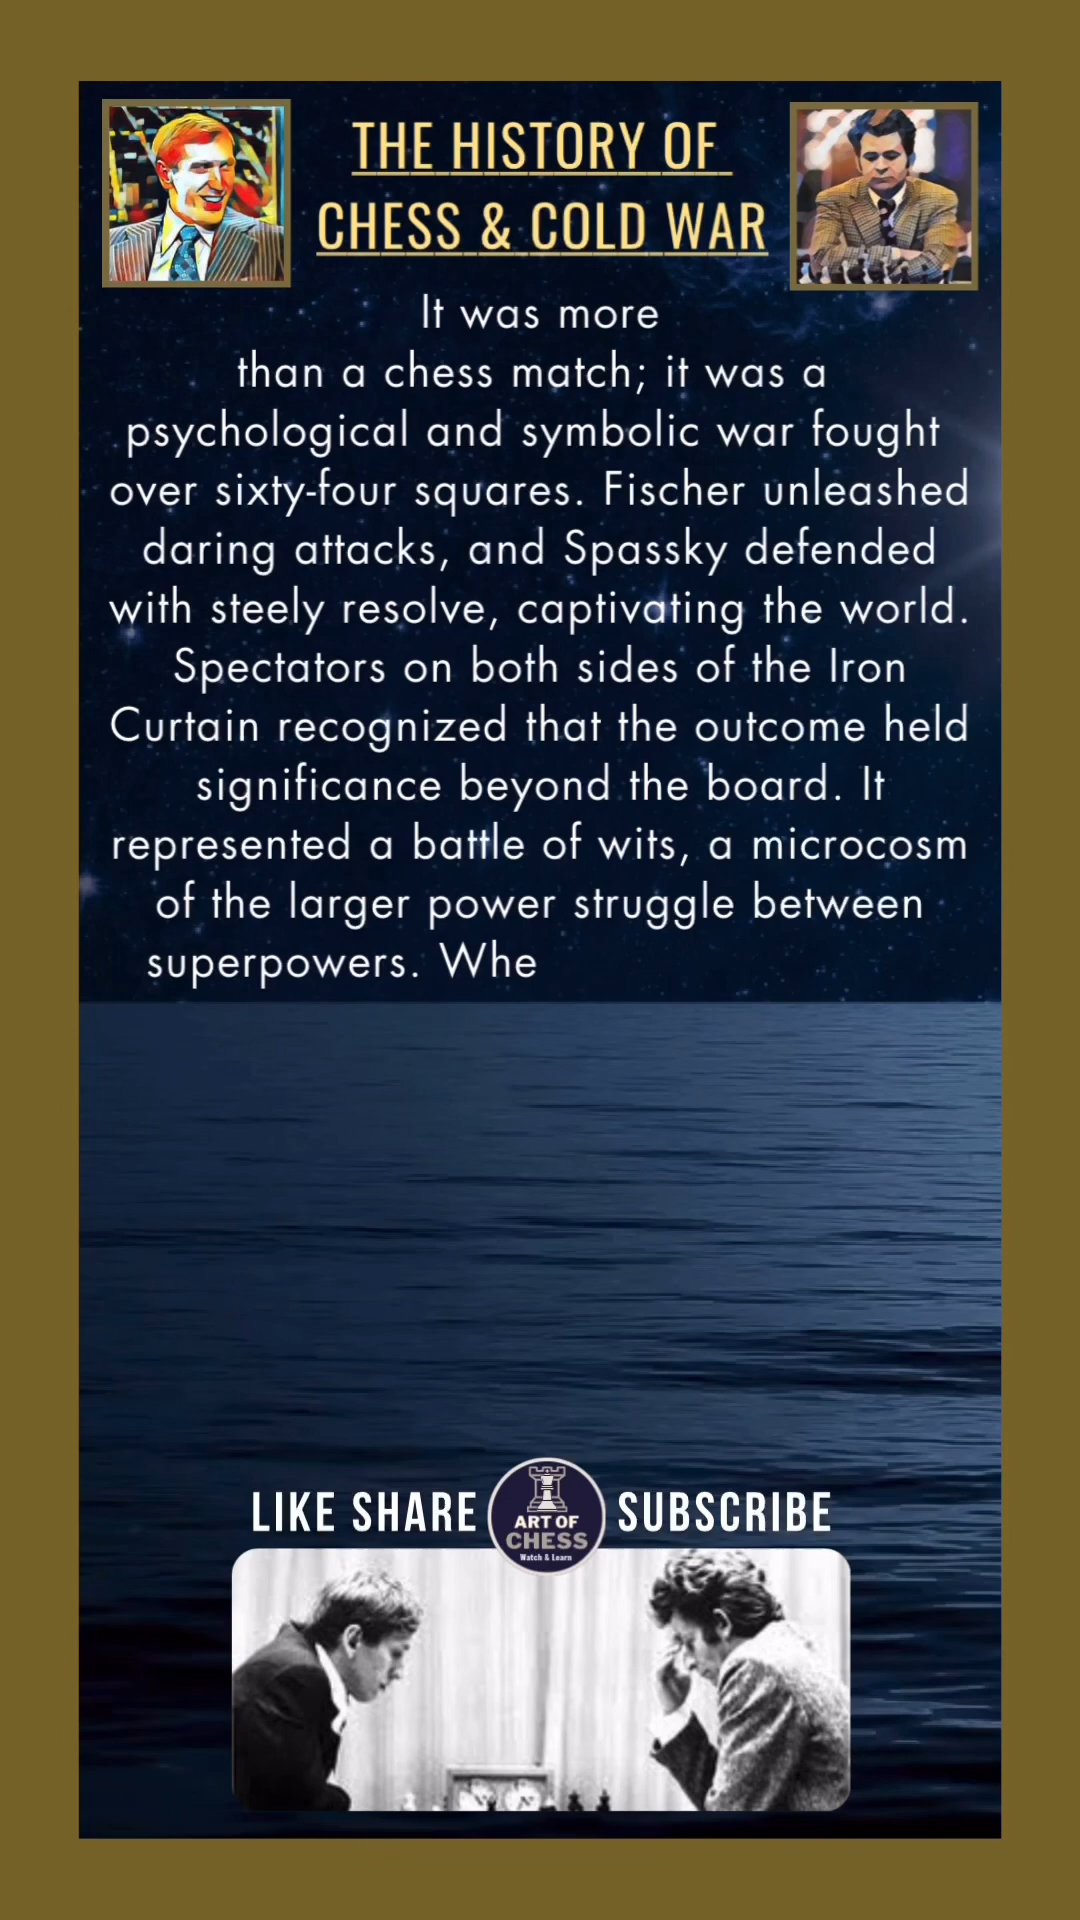 THE HISTORY OF
CHESS & COLD WAR
It was more
than a chess match; it was a
psychological and symbolic war fought
over sixty-four squares. Fischer unleashed
daring attacks, and Spassky defended
with steely resolve, captivating the world.
Spectators on both sides of the Iron
Curtain recognized that the outcome held
significance beyond the board. It
represented a battle of wits, a microcosm
of the larger power struggle between
superpowers. Whe
LIKE SHARE
ART OF
CHESS
Watch & Learn
SUBSCRIBE